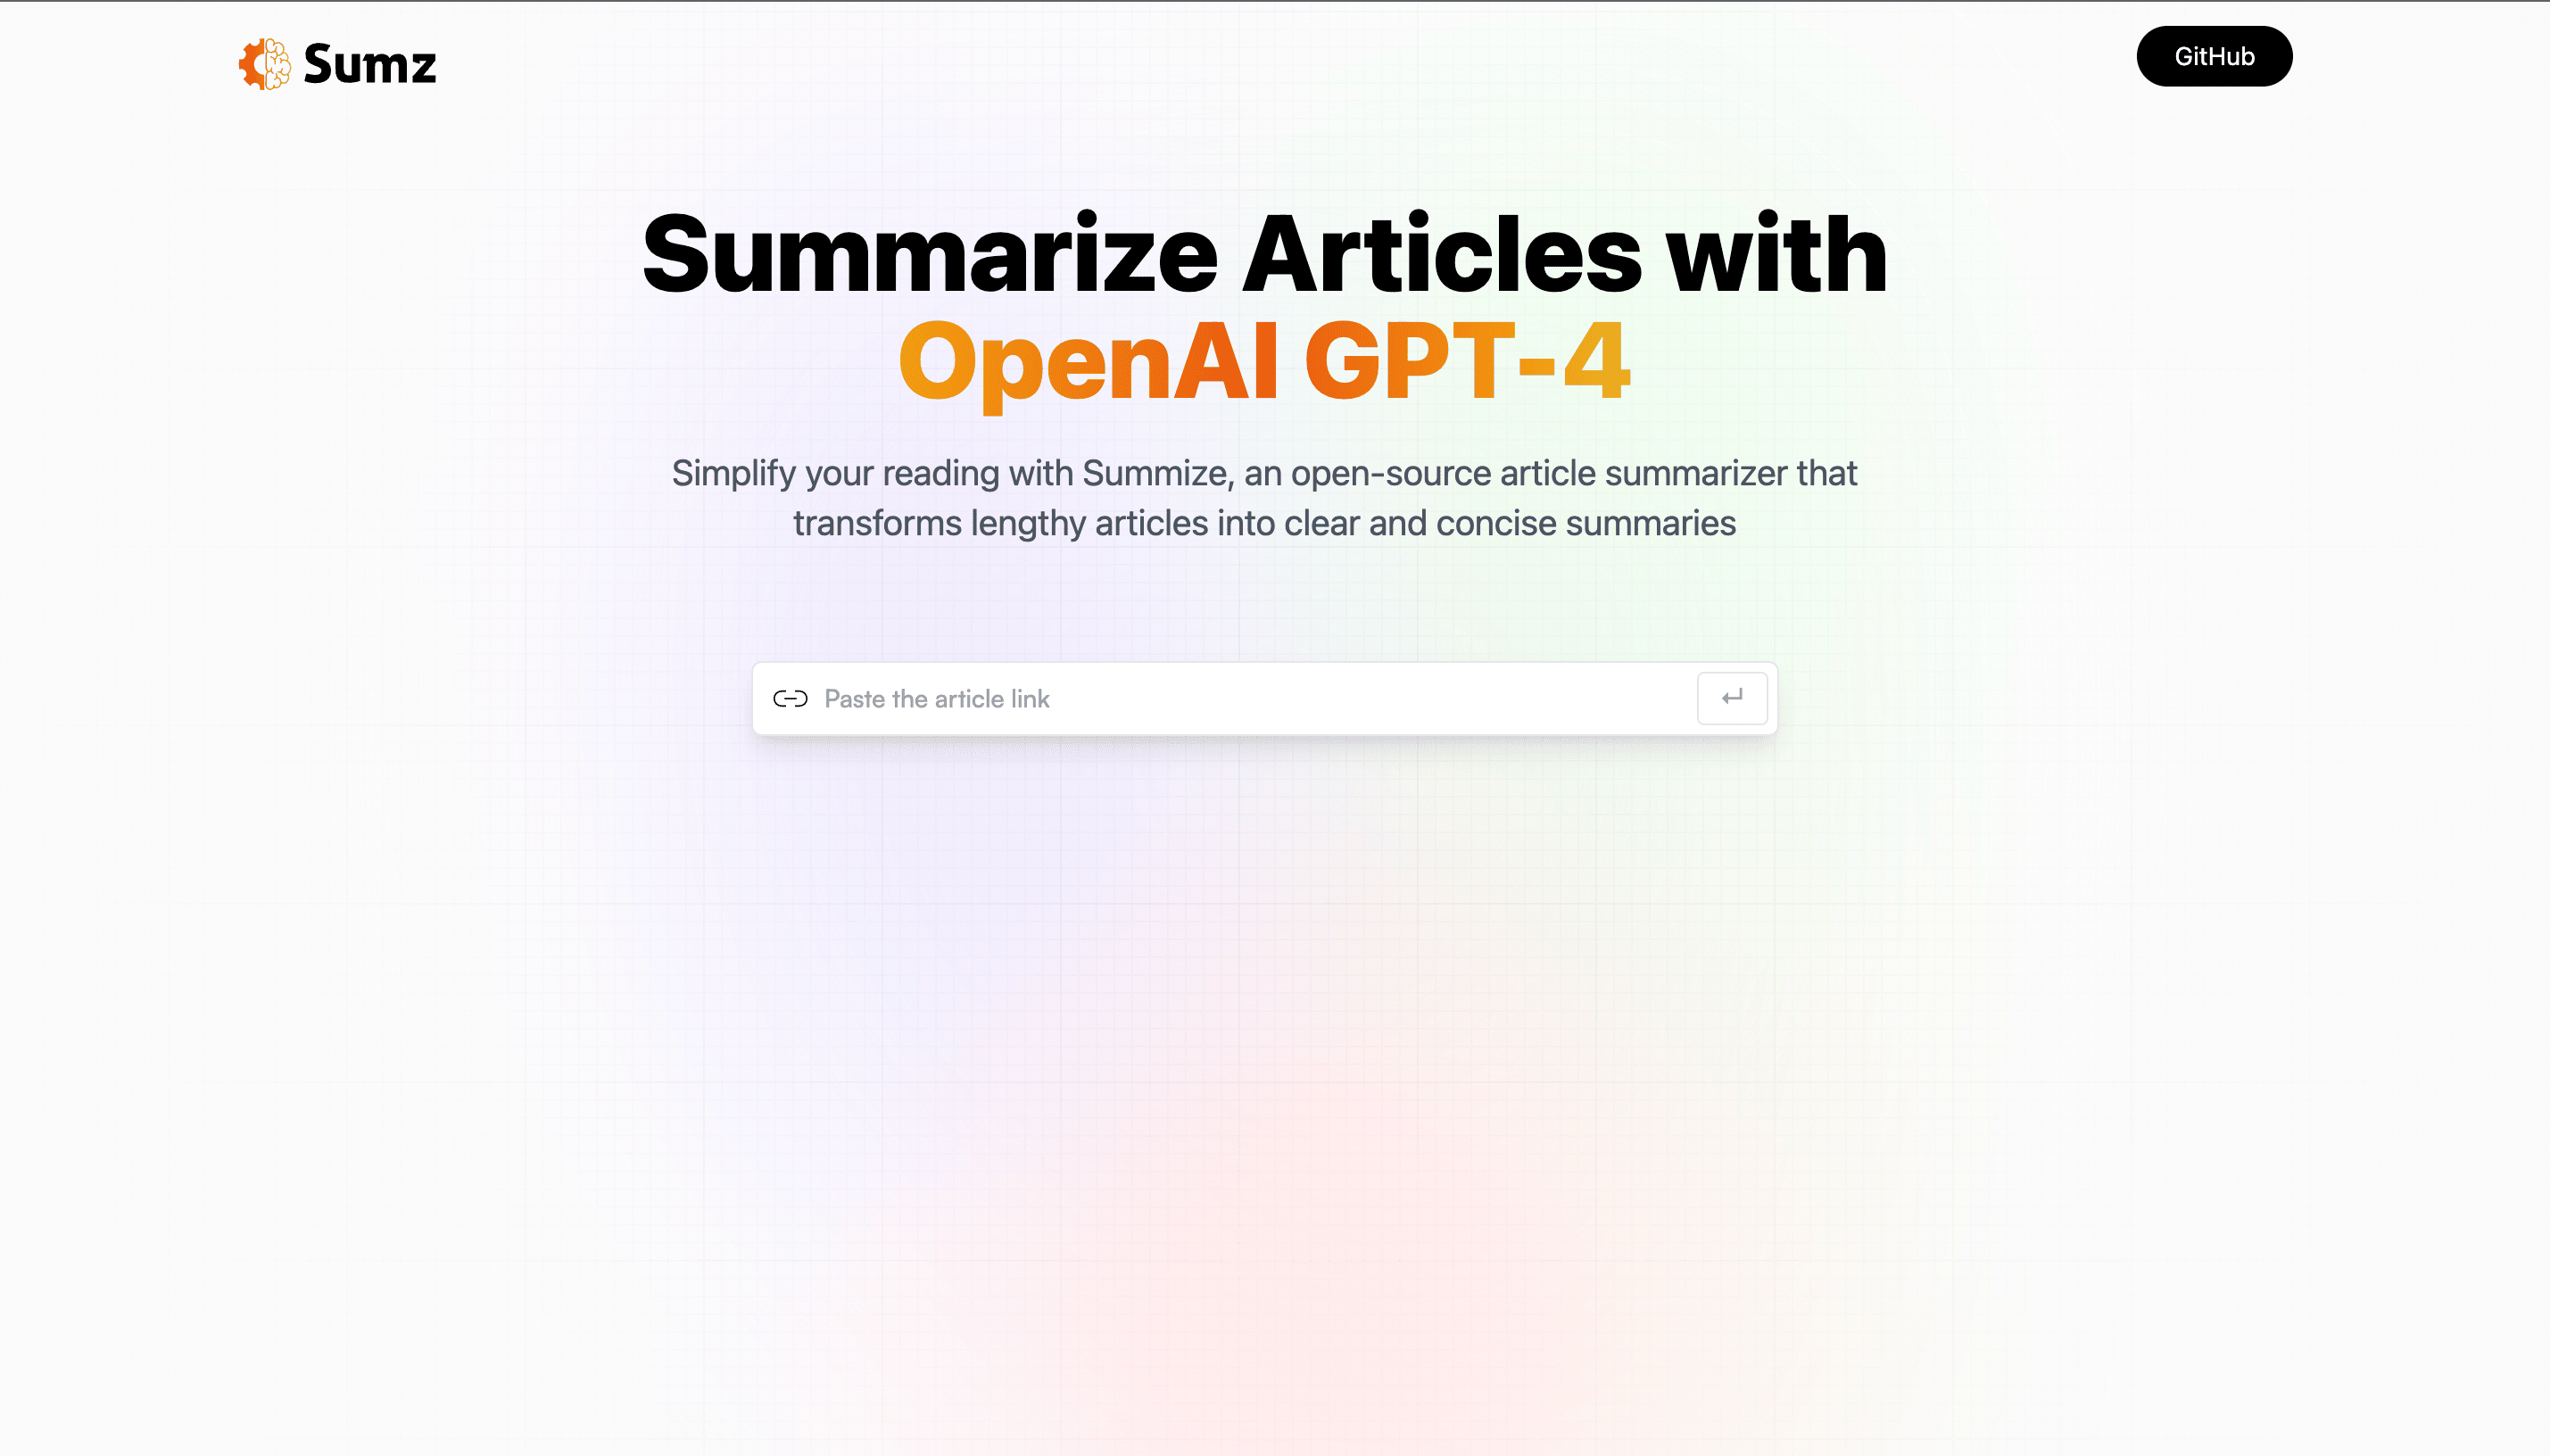 Sumz
GitHub
Summarize Articles with
OpenAI GPT-4
Simplify your reading with Summize, an open-source article summarizer that
transforms lengthy articles into clear and concise summaries
Paste the article link